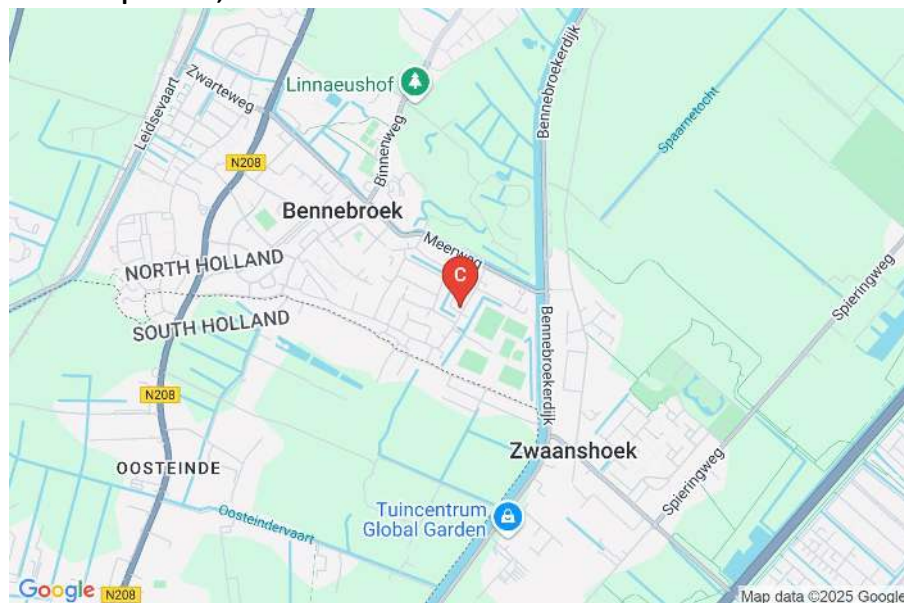 Linnaeushof
Zwarteweg
Leidsevaart
Binnenweg
Bennebroekerdijk
Spaarnetocht
N208
Bennebroek
Meerweg
C
NORTH HOLLAND
SOUTH HOLLAND
Spieringweg
Bennebroekerdijk
N208
Zwaanshoek
OOSTEINDE
Spieringweg
Oosteindervaart
Tuincentrum
Global Garden
Google
N208
Map data ©2025 Google